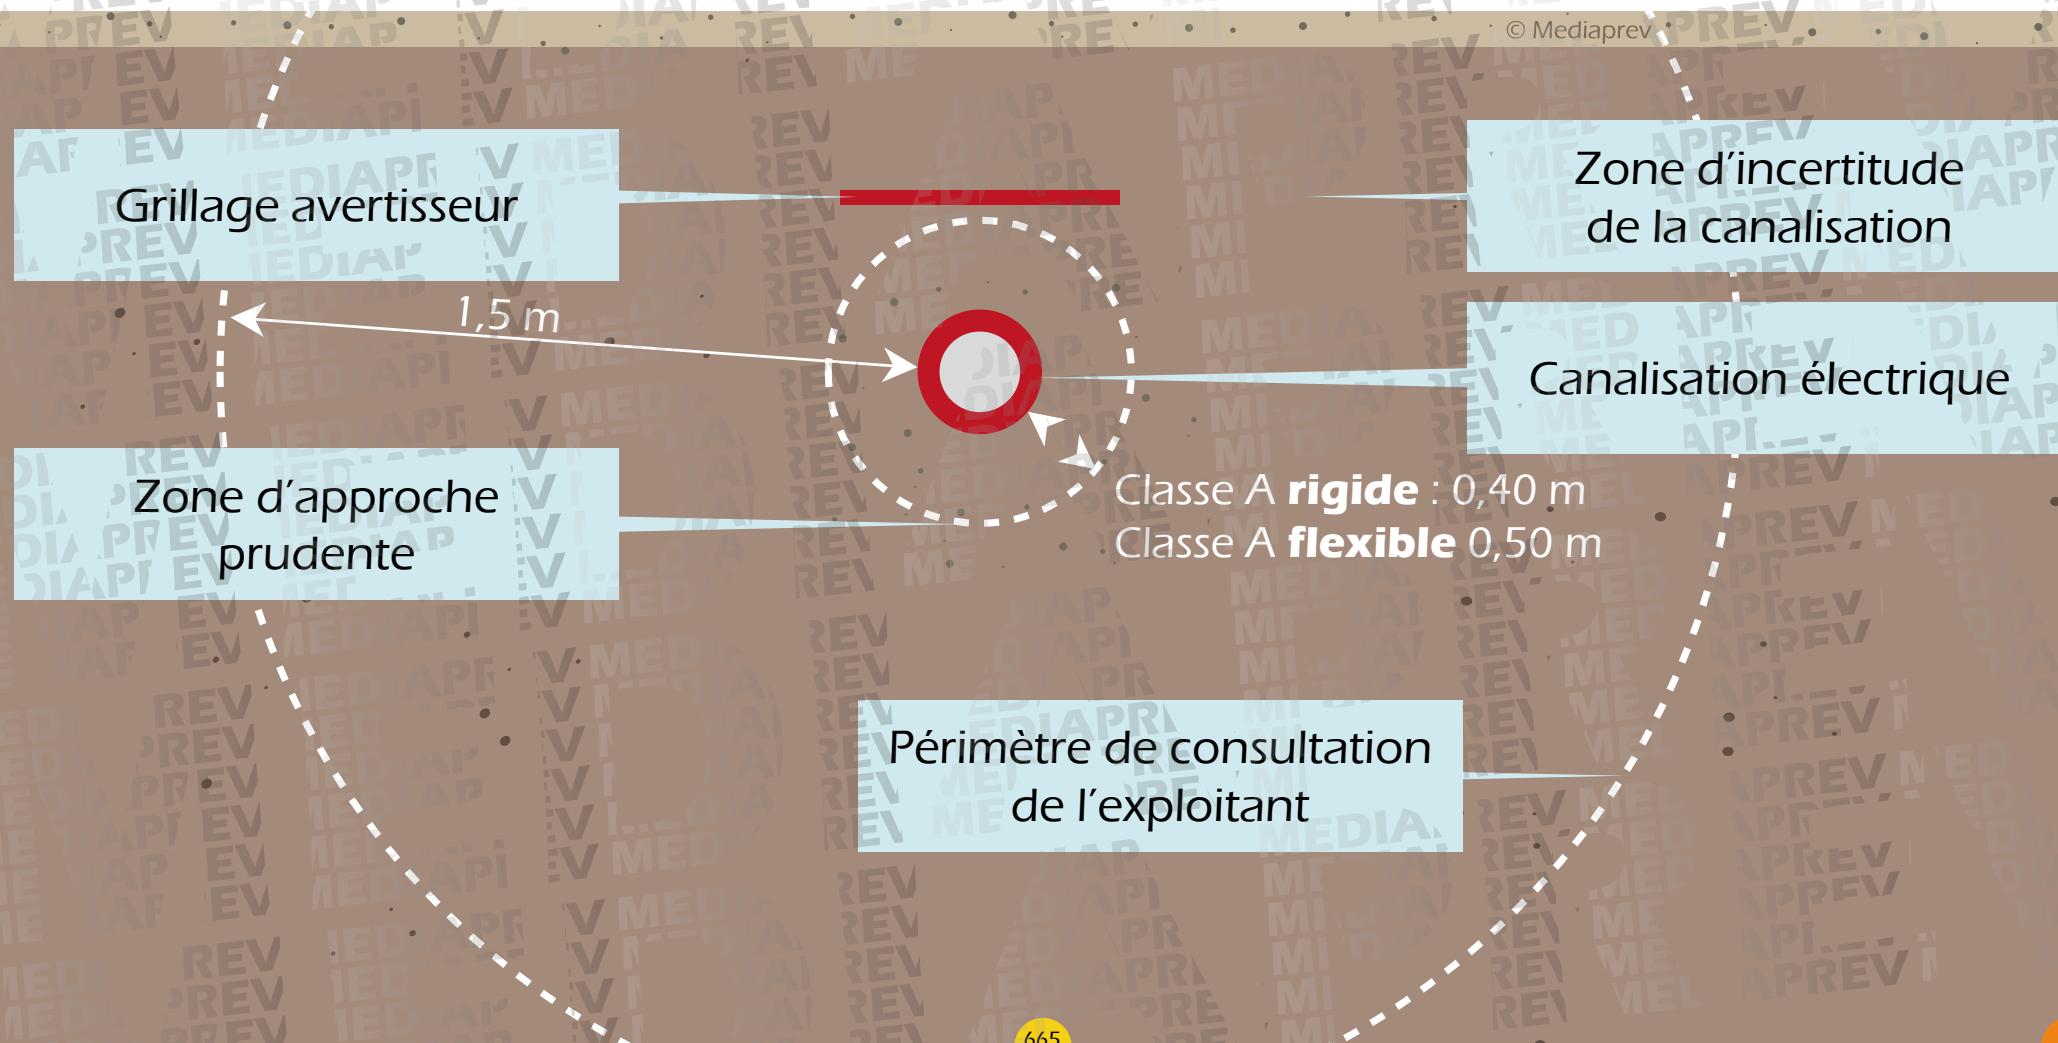 © Mediaprev
Grillage avertisseur
Zone d'incertitude
de la canalisation
1,5 m
Canalisation électrique
Zone d'approche
prudente
Classe A rigide : 0,40 m
Classe A flexible 0,50 m
Périmètre de consultation
de l'exploitant
665